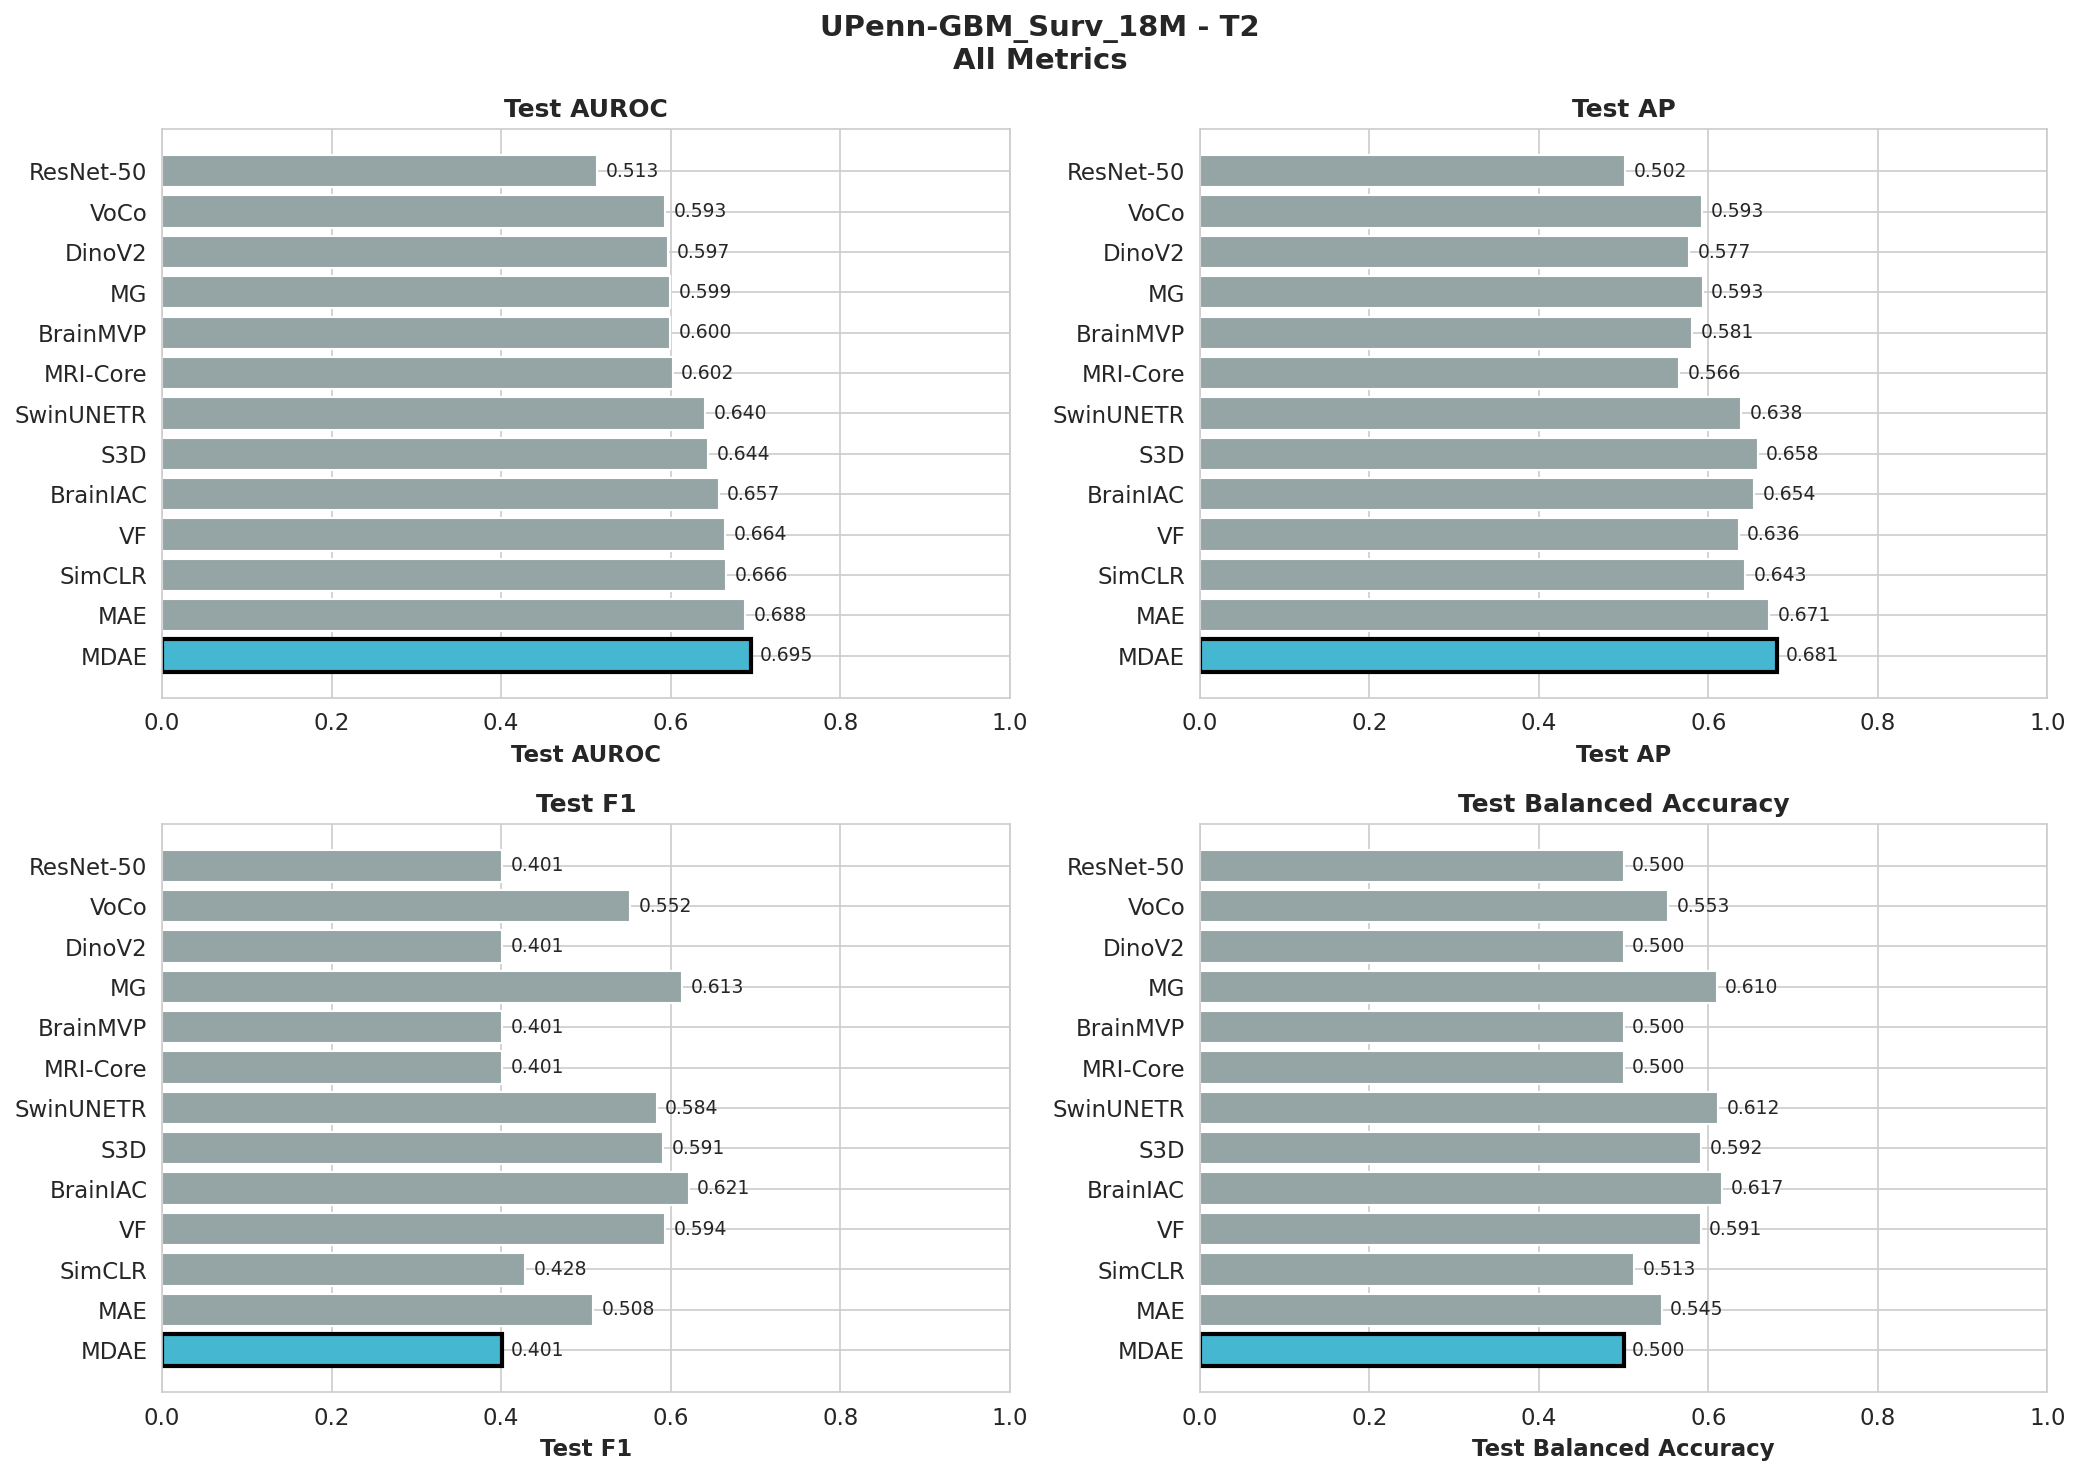 UPenn-GBM_Surv_18M - T2
All Metrics
Test AUROC
ResNet-50 0.513
VoCo 0.593
DinoV2 0.597
MG 0.599
BrainMVP 0.600
MRI-Core 0.602
SwinUNETR 0.640
S3D 0.644
BrainIAC 0.657
VF 0.664
SimCLR 0.666
MAE 0.688
MDAE 0.695
0.0 0.2 0.4 0.6 0.8 1.0
Test AUROC
Test AP
ResNet-50 0.502
VoCo 0.593
DinoV2 0.577
MG 0.593
BrainMVP 0.581
MRI-Core 0.566
SwinUNETR 0.638
S3D 0.658
BrainIAC 0.654
VF 0.636
SimCLR 0.643
MAE 0.671
MDAE 0.681
0.0 0.2 0.4 0.6 0.8 1.0
Test AP
Test F1
ResNet-50 0.401
VoCo 0.552
DinoV2 0.401
MG 0.613
BrainMVP 0.401
MRI-Core 0.401
SwinUNETR 0.584
S3D 0.591
BrainIAC 0.621
VF 0.594
SimCLR 0.428
MAE 0.508
MDAE 0.401
0.0 0.2 0.4 0.6 0.8 1.0
Test F1
Test Balanced Accuracy
ResNet-50 0.500
VoCo 0.553
DinoV2 0.500
MG 0.610
BrainMVP 0.500
MRI-Core 0.500
SwinUNETR 0.612
S3D 0.592
BrainIAC 0.617
VF 0.591
SimCLR 0.513
MAE 0.545
MDAE 0.500
0.0 0.2 0.4 0.6 0.8 1.0
Test Balanced Accuracy